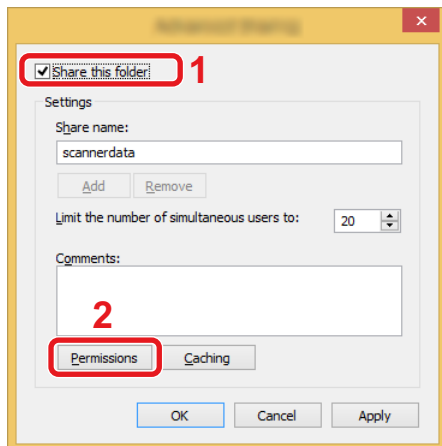 Share this folder 1
Settings
Share name:
scannerdata
Add Remove
Limit the number of simultaneous users to: 20
Comments:
2
Permissions Caching
OK Cancel Apply